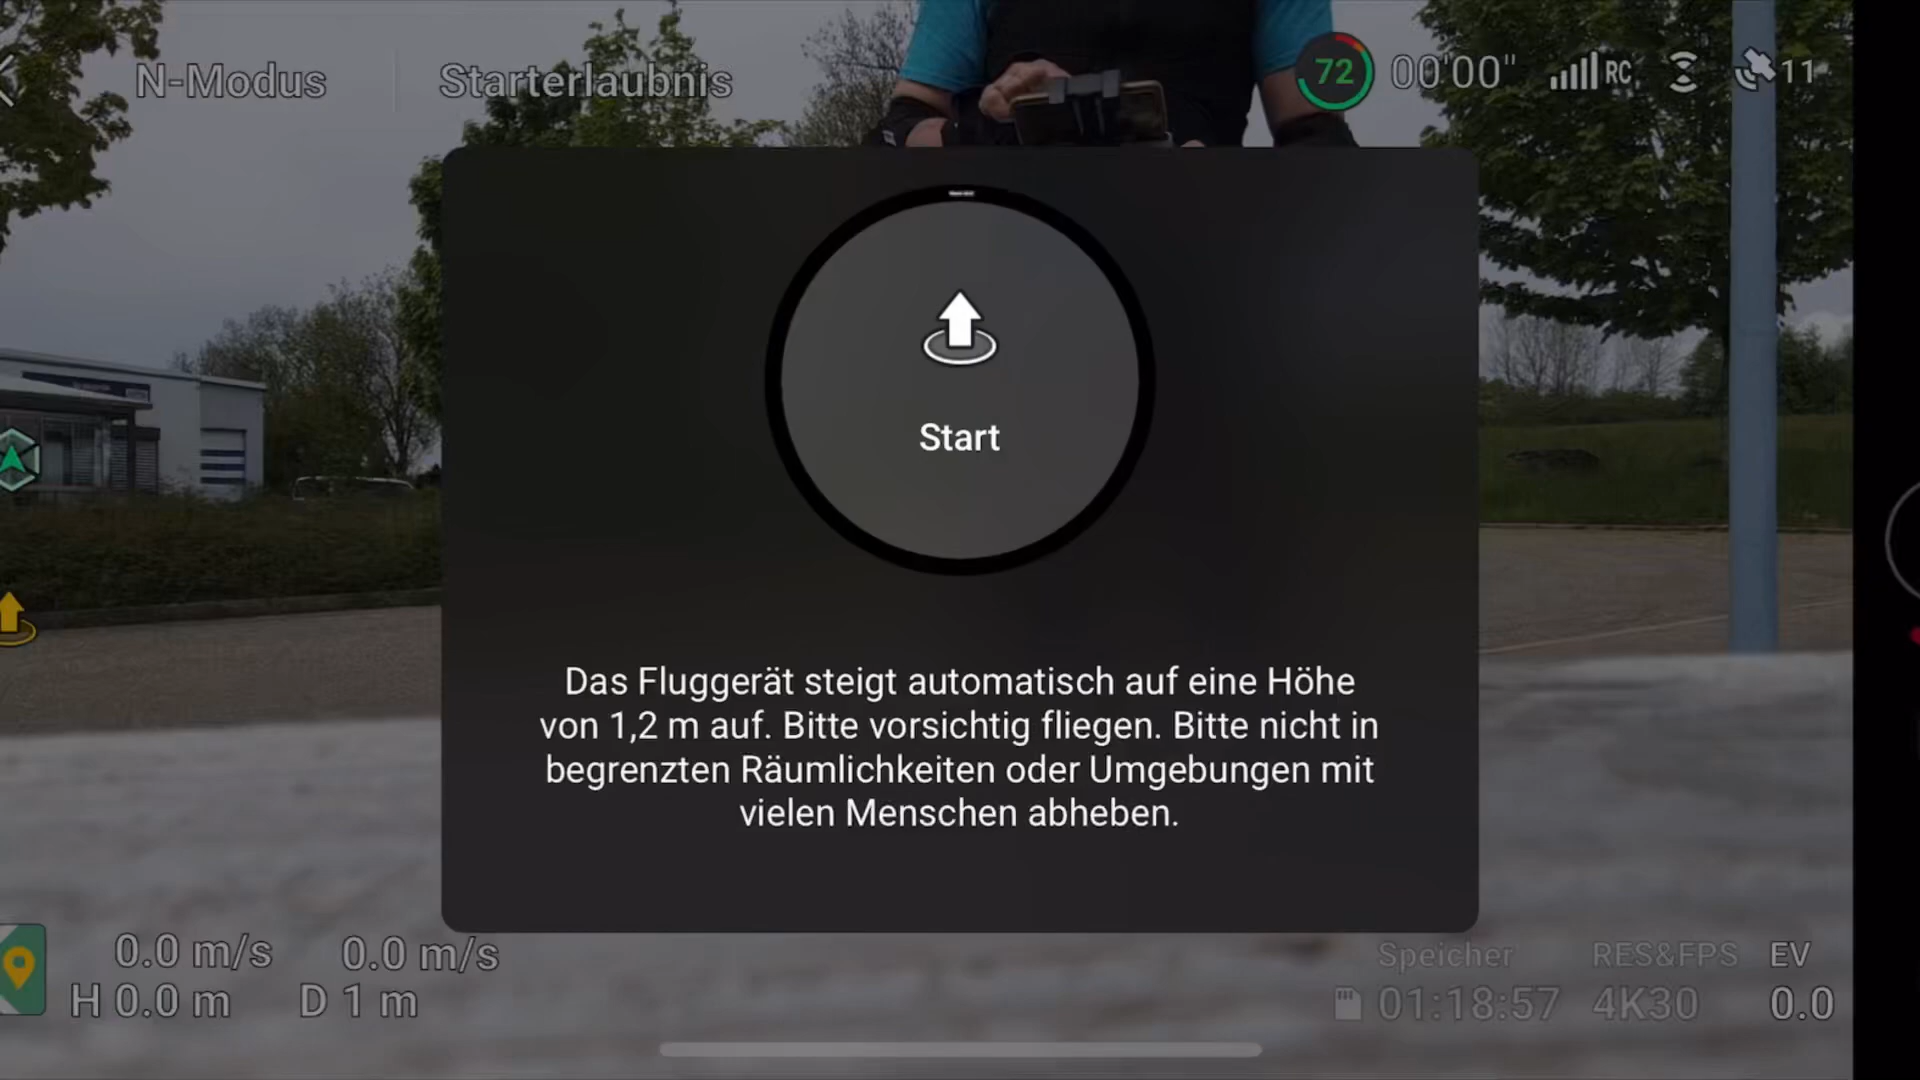 N-Modus Starterlaubnis 72 00'00" RC 11
Start
Das Fluggerät steigt automatisch auf eine Höhe
von 1,2 m auf. Bitte vorsichtig fliegen. Bitte nicht in
begrenzten Räumlichkeiten oder Umgebungen mit
vielen Menschen abheben.
0.0 m/s 0.0 m/s
H 0.0 m D 1 m
Speicher RES&FPS EV
01:18:57 4K30 0.0